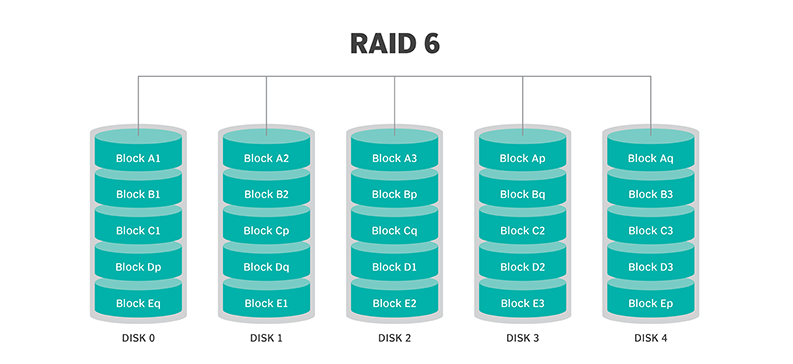 RAID 6
Block A1 Block A2 Block A3 Block Ap Block Aq
Block B1 Block B2 Block Bp Block Bq Block B3
Block C1 Block Cp Block Cq Block C2 Block C3
Block Dp Block Dq Block D1 Block D2 Block D3
Block Eq Block E1 Block E2 Block E3 Block Ep
DISK 0 DISK 1 DISK 2 DISK 3 DISK 4